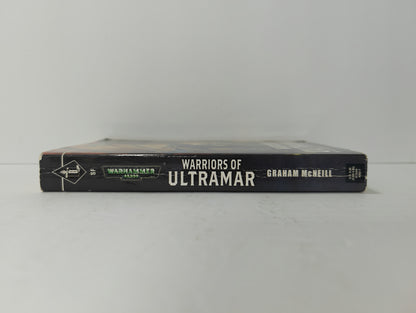 SF
WARHAMMER
40,000
WARRIORS OF
ULTRAMAR
GRAHAM McNEILL